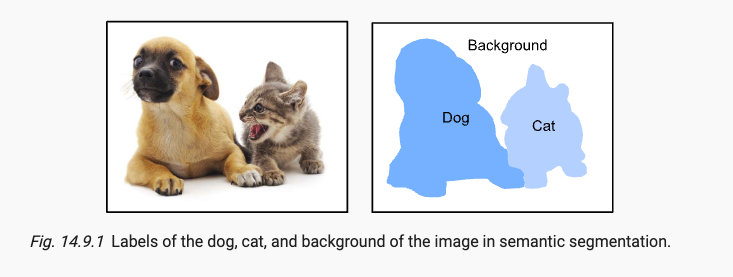 Background
Dog
Cat
Fig. 14.9.1 Labels of the dog, cat, and background of the image in semantic segmentation.